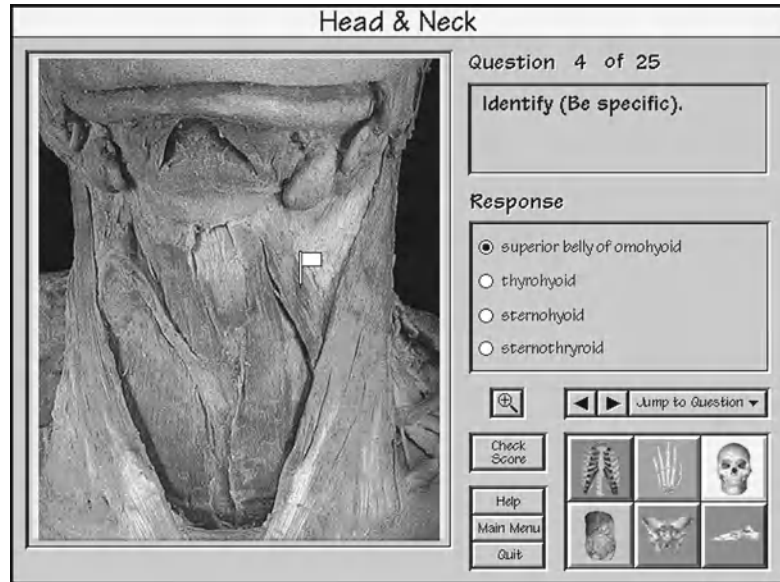 Head & Neck
Question 4 of 25
Identify (Be specific).
Response
superior belly of omohyoid
thyrohyoid
sternohyoid
sternothryroid
Jump to Question
Check
Score
Help
Main Menu
Quit